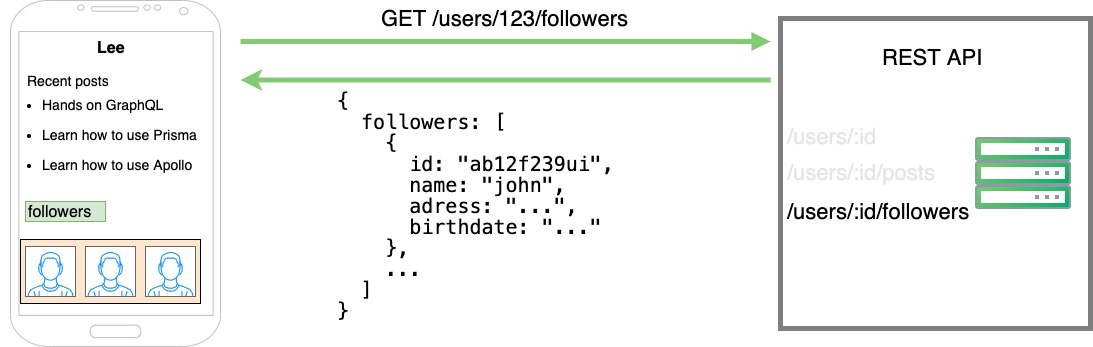 Lee
Recent posts
• Hands on GraphQL
• Learn how to use Prisma
• Learn how to use Apollo
followers
GET /users/123/followers
{
followers: [
{
id: "ab12f239ui",
name: "john",
adress: "...",
birthdate: "..."
},
...
]
}
REST API
/users/:id
/users/:id/posts
/users/:id/followers